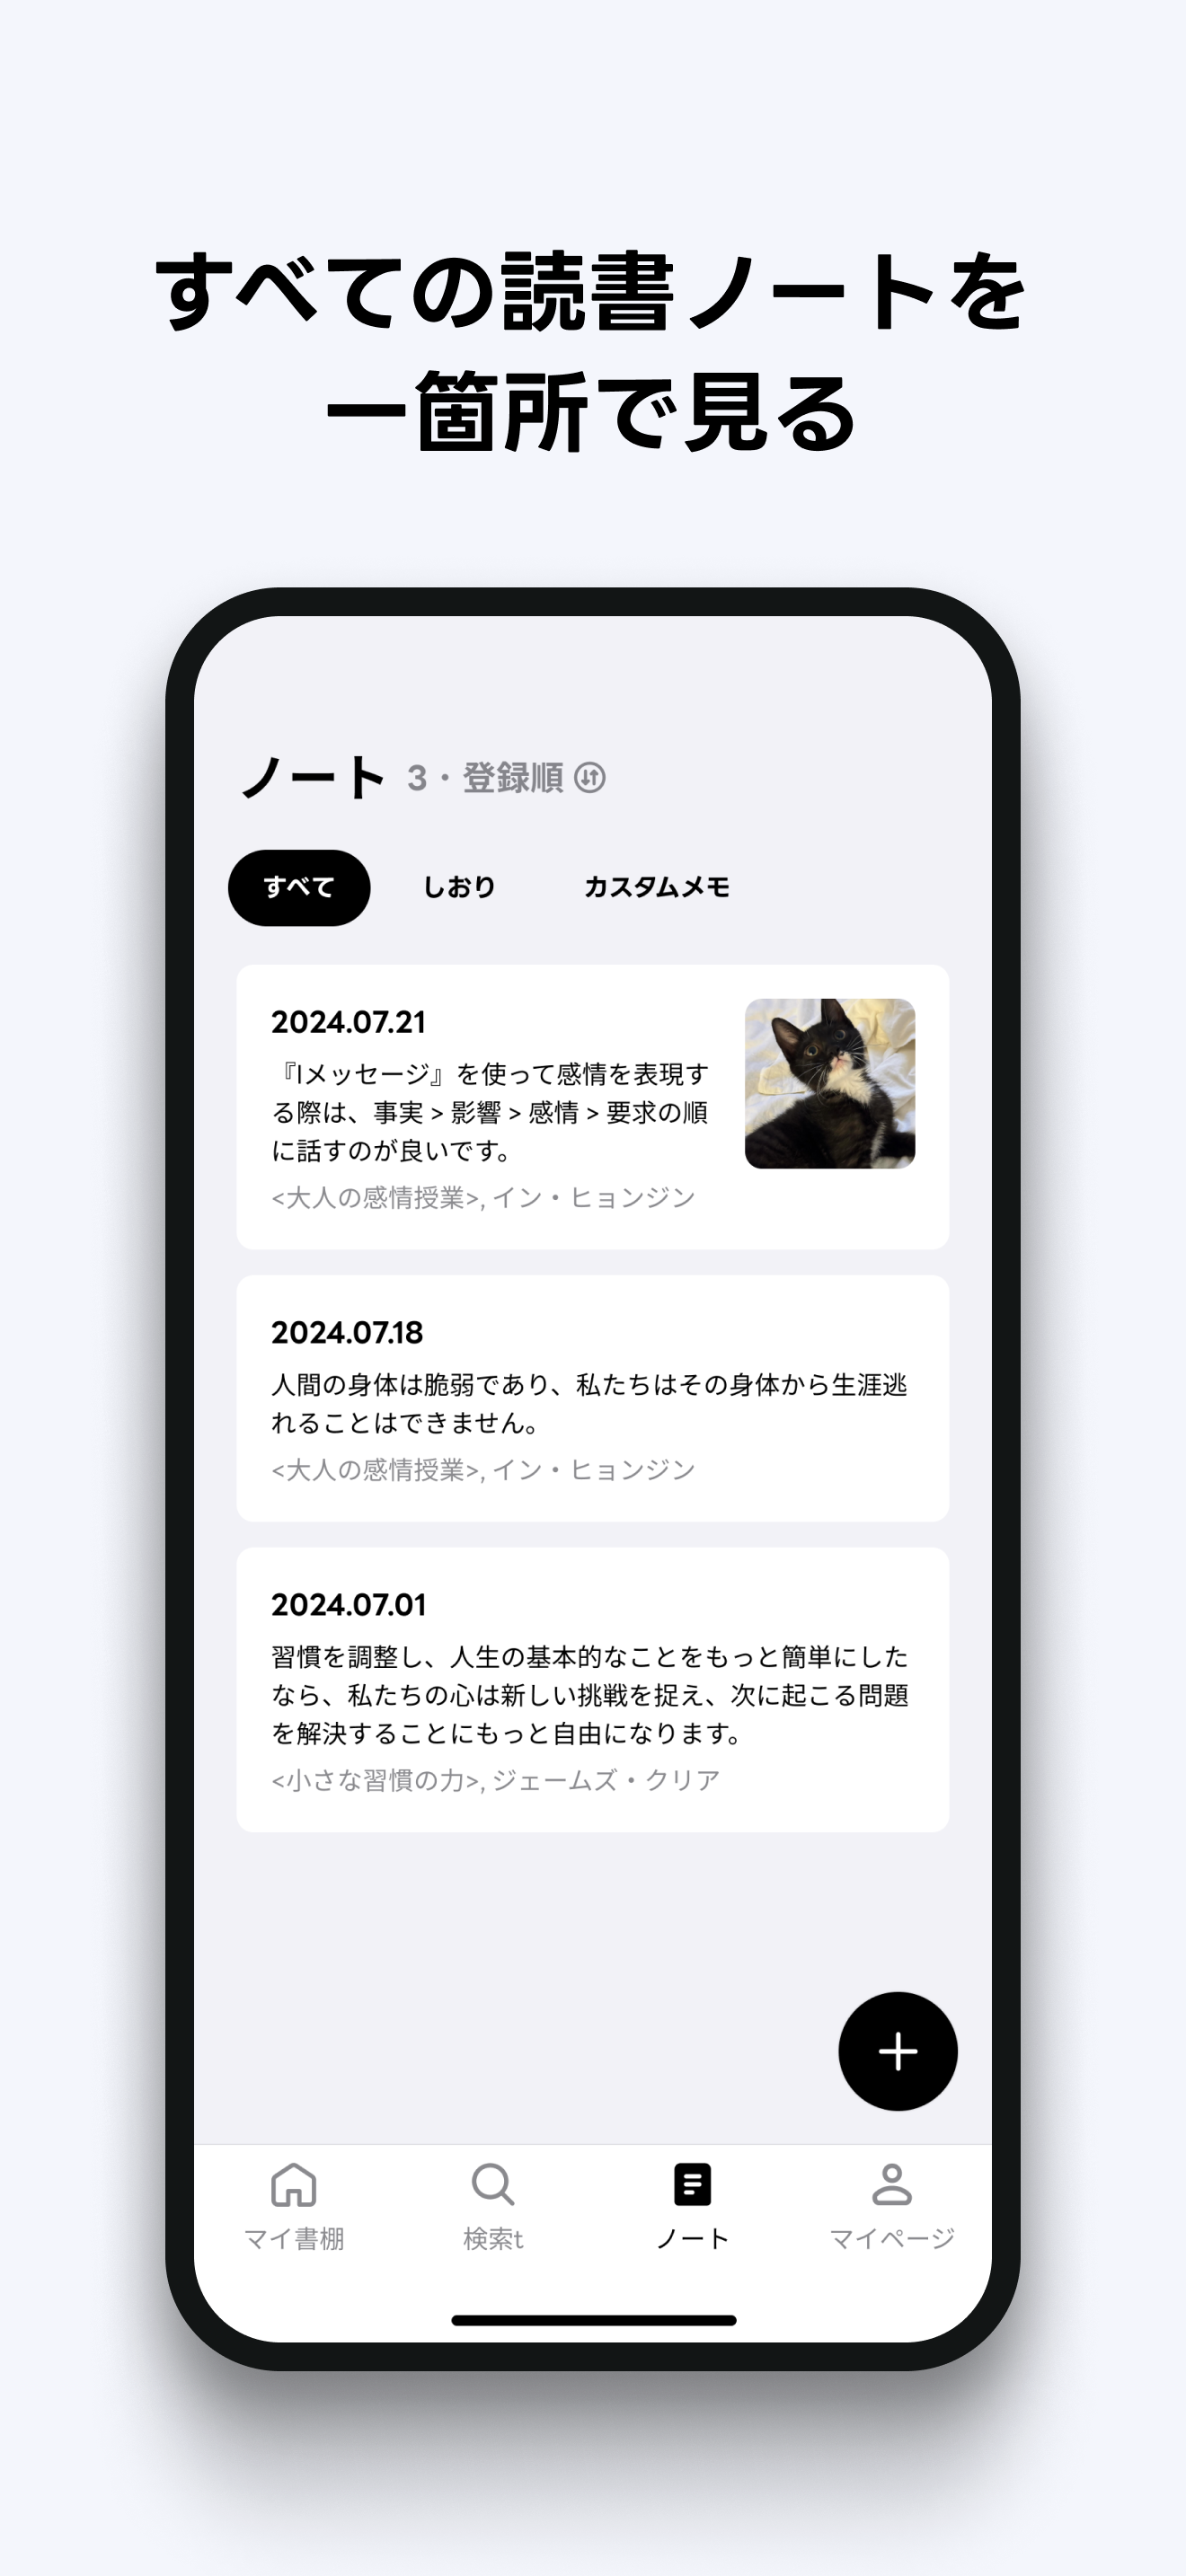 すべての読書ノートを
一箇所で見る
ノート 3・登録順
すべて しおり カスタムメモ
2024.07.21
『Iメッセージ』を使って感情を表現す
る際は、事実 > 影響 > 感情 > 要求の順
に話すのが良いです。
<大人の感情授業>, イン・ヒョンジン
2024.07.18
人間の身体は脆弱であり、私たちはその身体から生涯逃
れることはできません。
<大人の感情授業>, イン・ヒョンジン
2024.07.01
習慣を調整し、人生の基本的なことをもっと簡単にした
なら、私たちの心は新しい挑戦を捉え、次に起こる問題
を解決することにもっと自由になります。
<小さな習慣の力>, ジェームズ・クリア
マイ書棚 検索t ノート マイページ